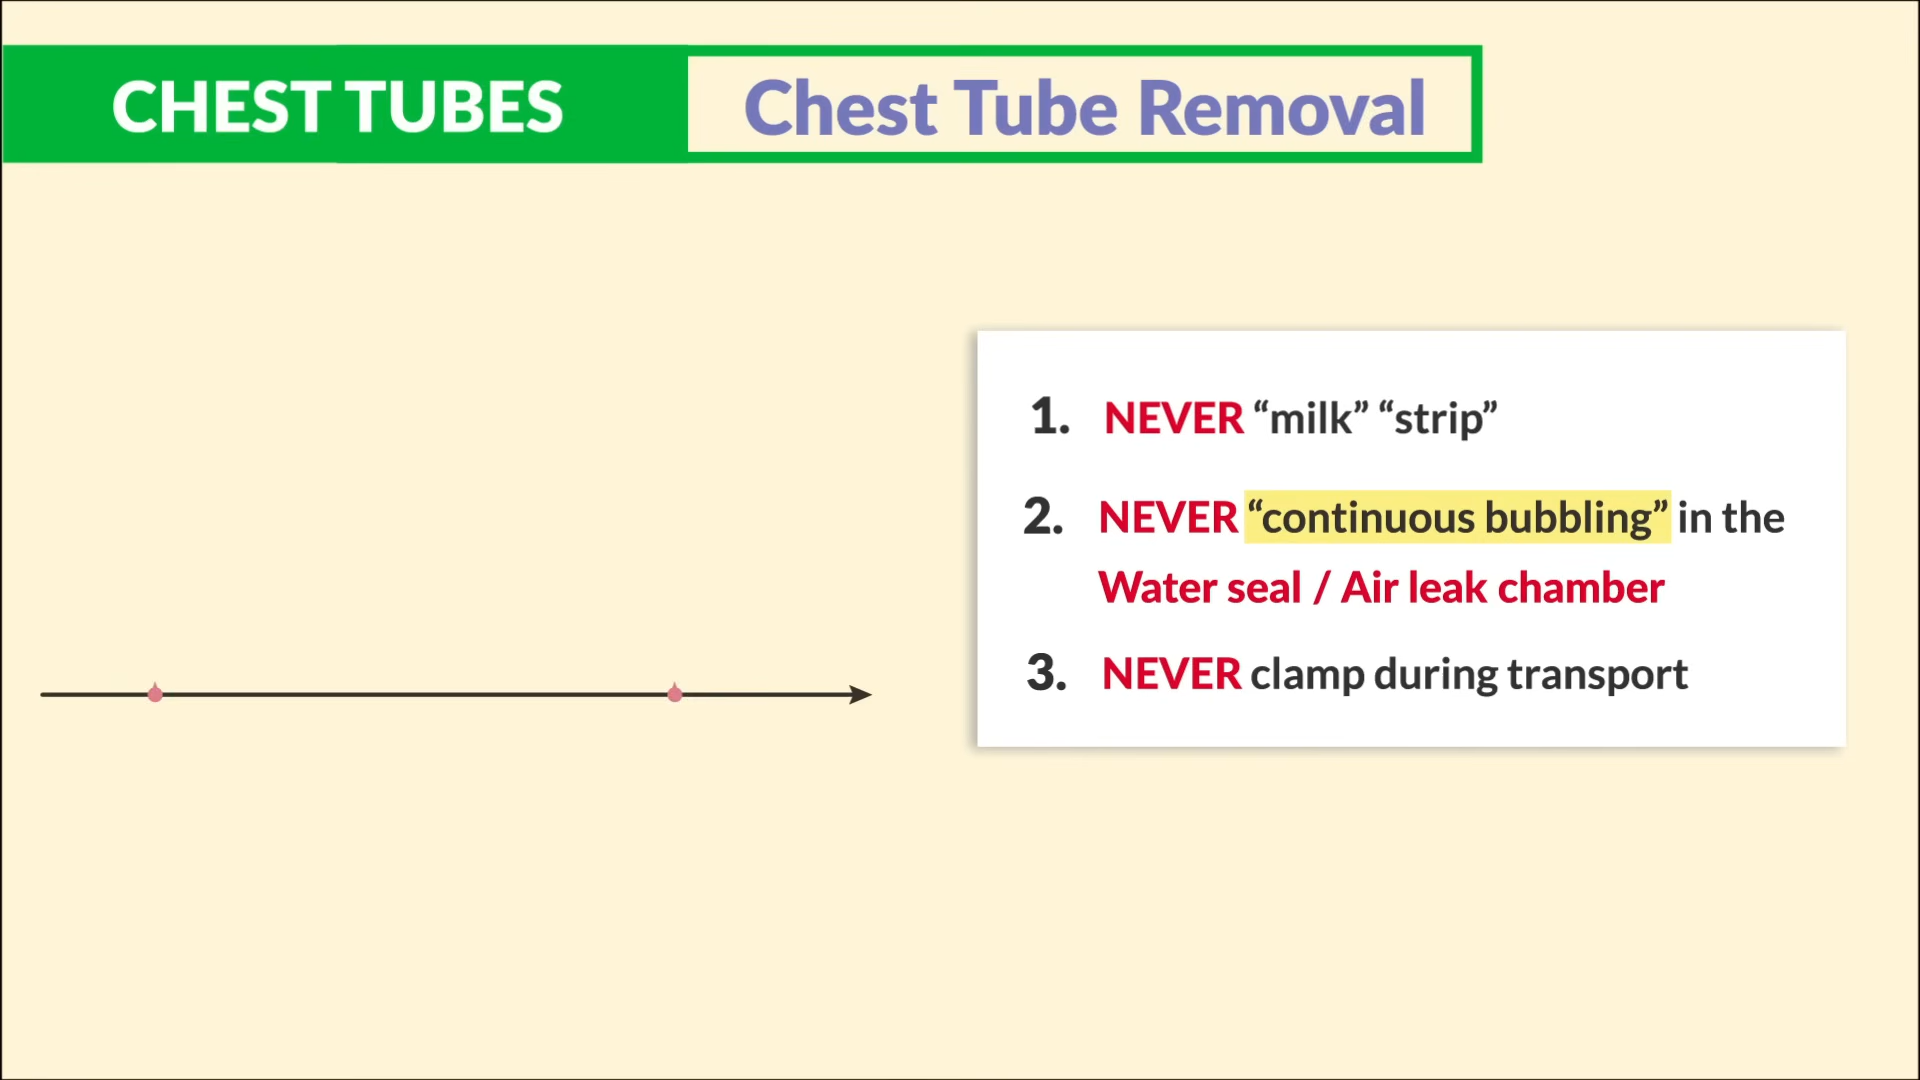 CHEST TUBES
Chest Tube Removal
1. NEVER “milk” “strip”
2. NEVER “continuous bubbling” in the
Water seal / Air leak chamber
3. NEVER clamp during transport